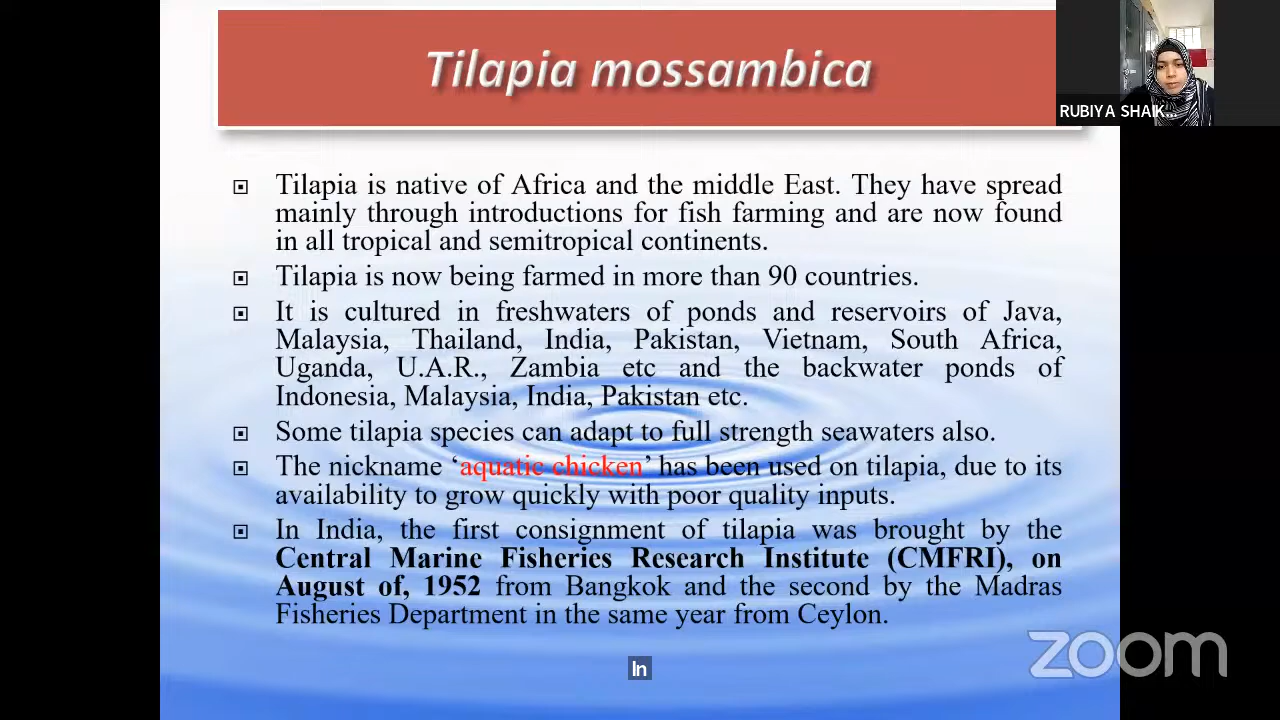 Tilapia mossambica
RUBIYA SHAIK...
Tilapia is native of Africa and the middle East. They have spread
mainly through introductions for fish farming and are now found
in all tropical and semitropical continents.
Tilapia is now being farmed in more than 90 countries.
It is cultured in freshwaters of ponds and reservoirs of Java,
Malaysia, Thailand, India, Pakistan, Vietnam, South Africa,
Uganda, U.A.R., Zambia etc and the backwater ponds of
Indonesia, Malaysia, India, Pakistan etc.
Some tilapia species can adapt to full strength seawaters also.
The nickname ‘aquatic chicken’ has been used on tilapia, due to its
availability to grow quickly with poor quality inputs.
In India, the first consignment of tilapia was brought by the
Central Marine Fisheries Research Institute (CMFRI), on
August of, 1952 from Bangkok and the second by the Madras
Fisheries Department in the same year from Ceylon.
zoom
In